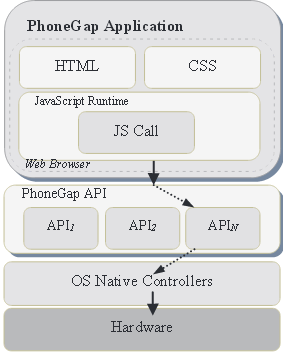 PhoneGap Application
HTML
CSS
JavaScript Runtime
JS Call
Web Browser
PhoneGap API
API1
API2
APIN
OS Native Controllers
Hardware